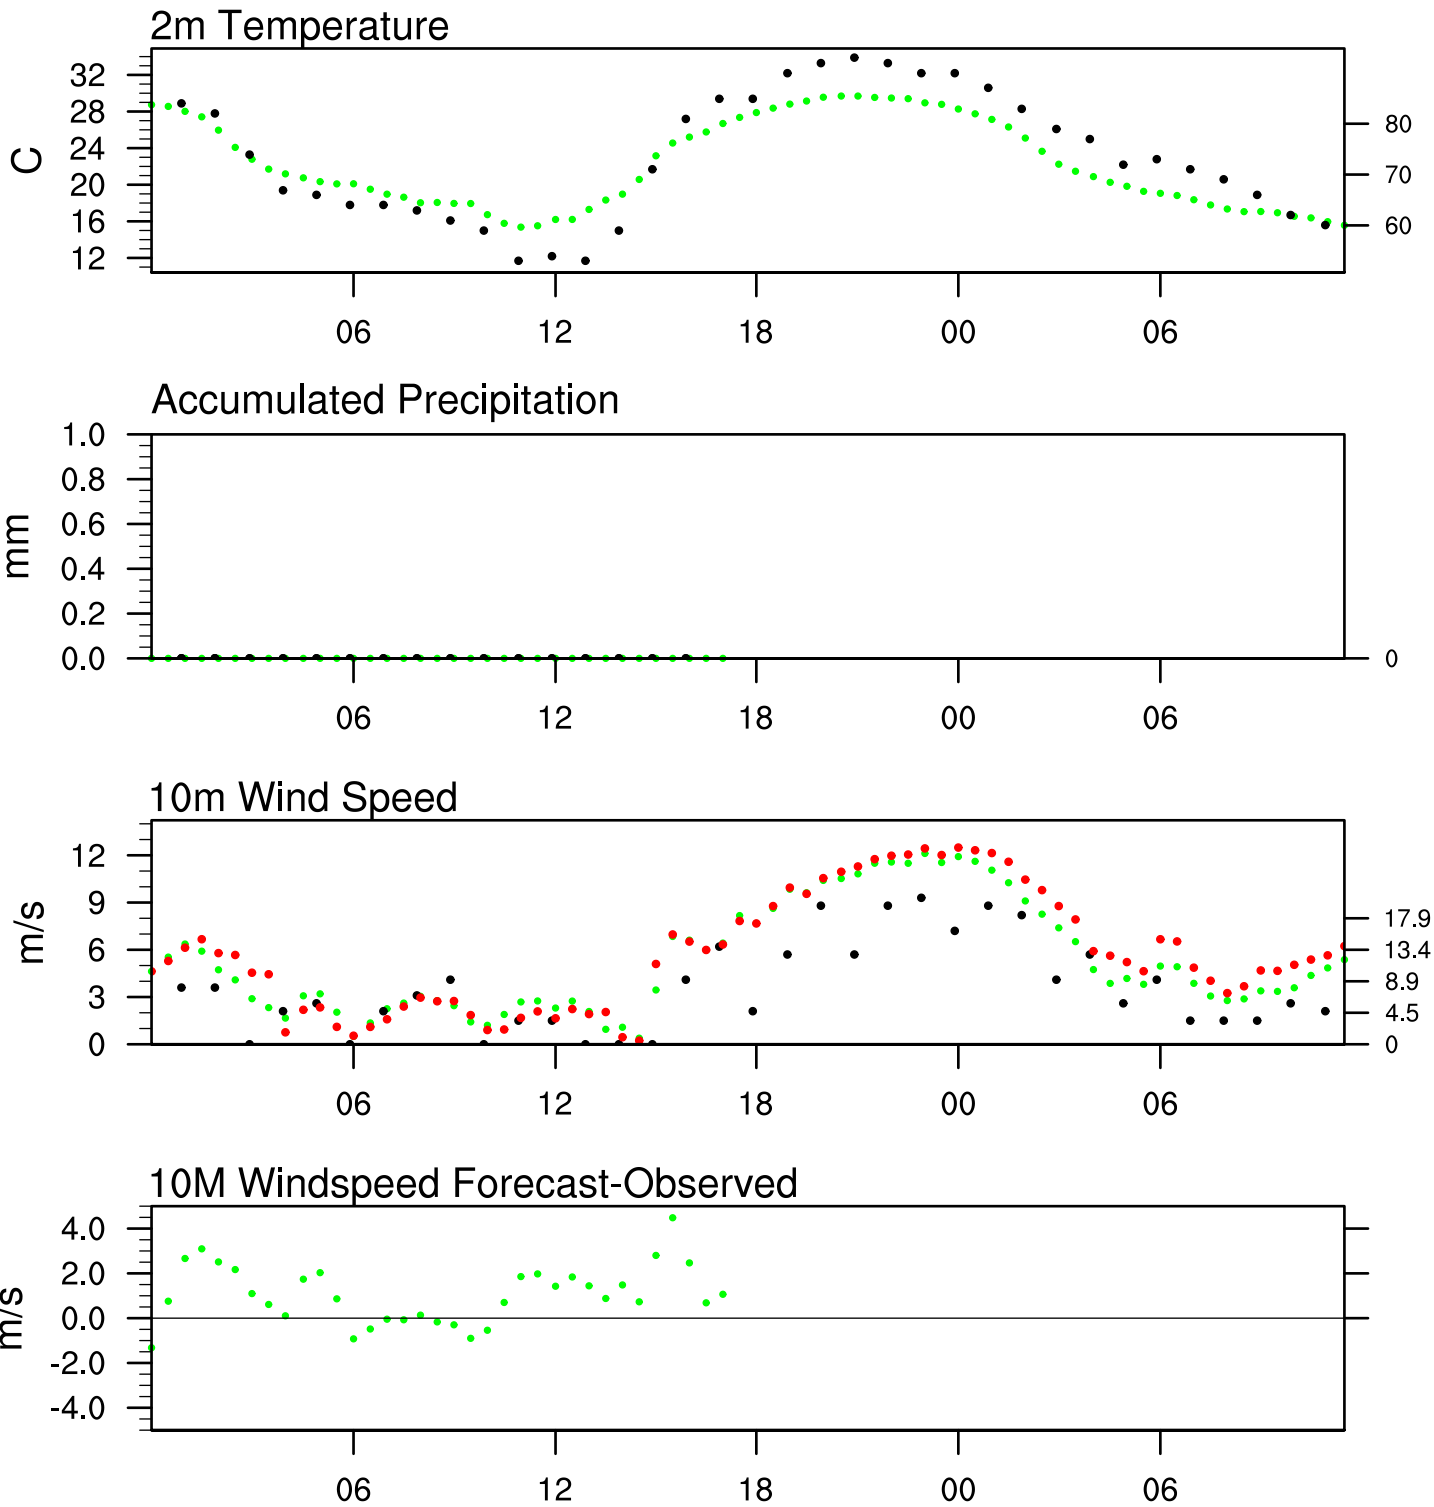 2m Temperature
C
32
28
24
20
16
12
80
70
60
06 12 18 00 06
Accumulated Precipitation
mm
1.0
0.8
0.6
0.4
0.2
0.0
0
06 12 18 00 06
10m Wind Speed
m/s
12
9
6
3
0
17.9
13.4
8.9
4.5
0
06 12 18 00 06
10M Windspeed Forecast-Observed
m/s
4.0
2.0
0.0
-2.0
-4.0
06 12 18 00 06